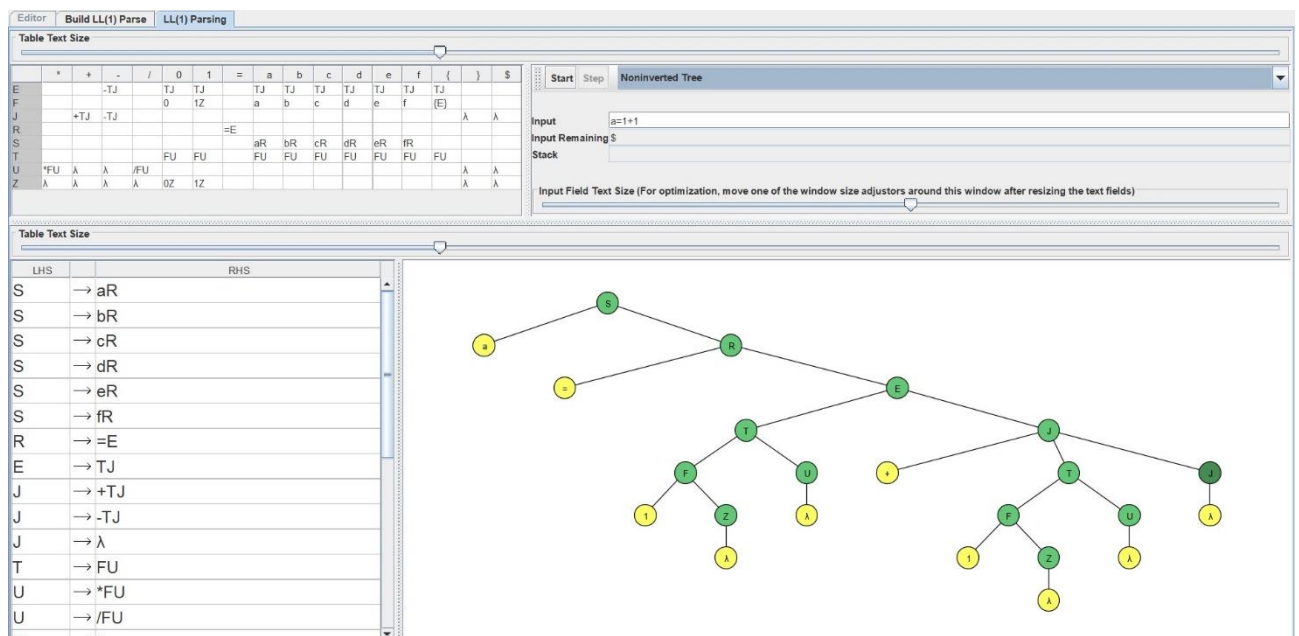 Editor Build LL(1) Parse LL(1) Parsing
Table Text Size
* + - / 0 1 = a b c d e f { } $
E -TJ TJ TJ TJ TJ TJ TJ TJ TJ TJ
F 0 1Z a b c d e f {E}
J +TJ -TJ λ λ
R =E
S aR bR cR dR eR fR
T FU FU FU FU FU FU FU FU FU
U *FU λ λ /FU λ λ
Z λ λ λ λ 0Z 1Z λ λ
Start Step Noninverted Tree
Input a=1+1
Input Remaining $
Stack
Input Field Text Size (For optimization, move one of the window size adjustors around this window after resizing the text fields)
Table Text Size
LHS RHS
S → aR
S → bR
S → cR
S → dR
S → eR
S → fR
R → =E
E → TJ
J → +TJ
J → -TJ
J → λ
T → FU
U → *FU
U → /FU
S
a R
= E
T J
F U + T J
1 Z λ F U λ
λ 1 Z λ
λ